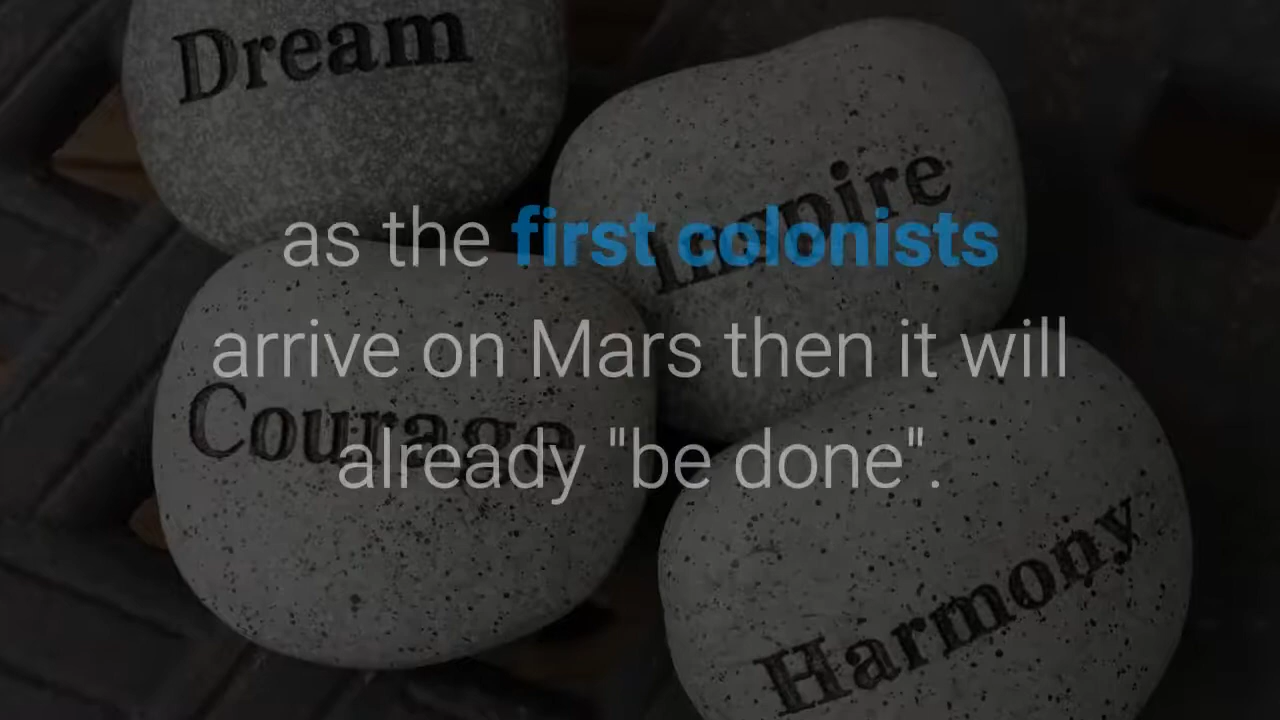 Dream
Inspire
as the first colonists
arrive on Mars then it will
Courage
already "be done".
Harmony